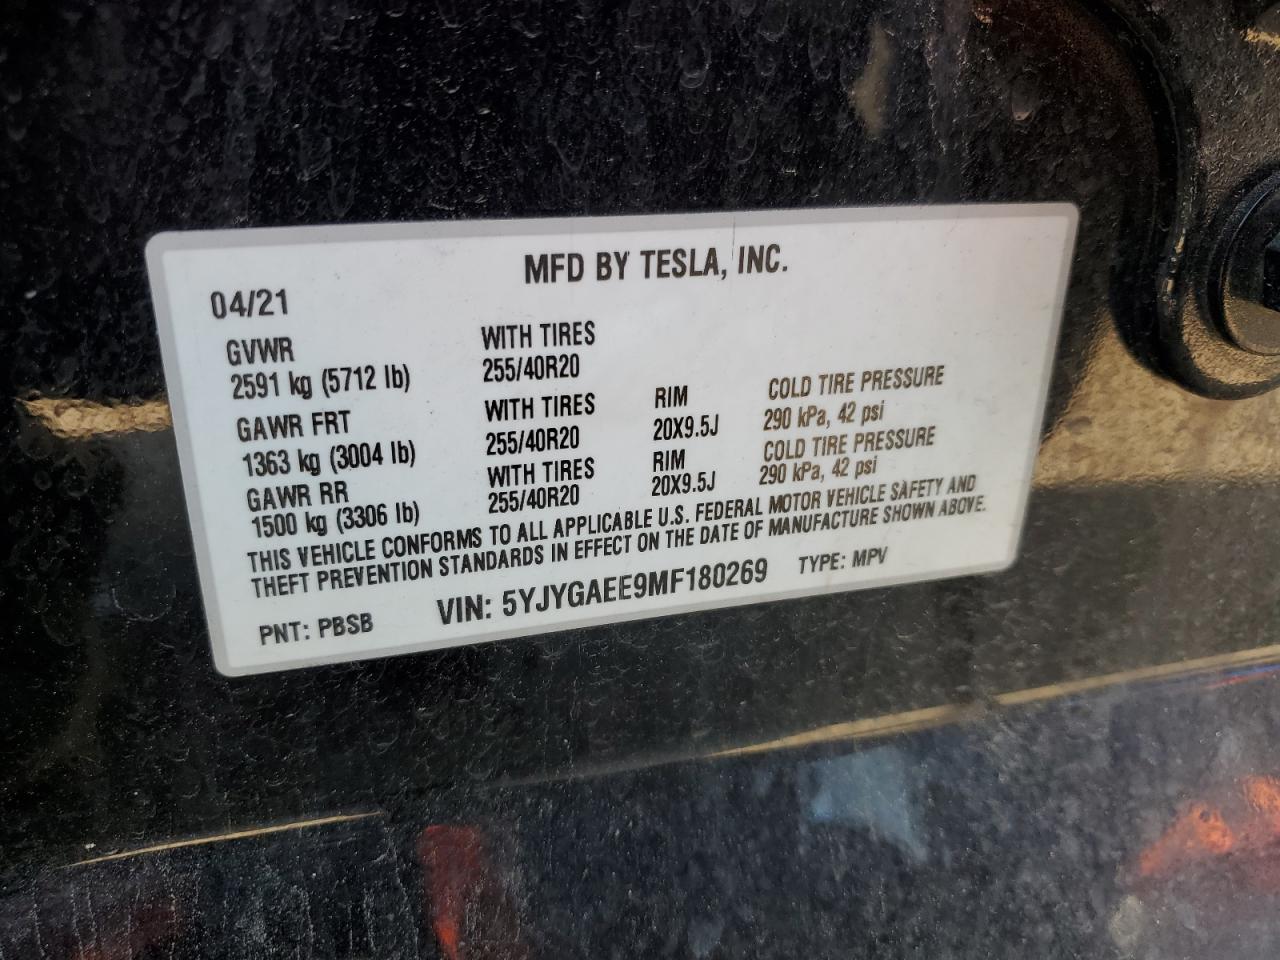 MFD BY TESLA, INC.
04/21
GVWR WITH TIRES
2591 kg (5712 lb) 255/40R20
GAWR FRT WITH TIRES RIM COLD TIRE PRESSURE
1363 kg (3004 lb) 255/40R20 20X9.5J 290 kPa, 42 psi
GAWR RR WITH TIRES RIM COLD TIRE PRESSURE
1500 kg (3306 lb) 255/40R20 20X9.5J 290 kPa, 42 psi
THIS VEHICLE CONFORMS TO ALL APPLICABLE U.S. FEDERAL MOTOR VEHICLE SAFETY AND
THEFT PREVENTION STANDARDS IN EFFECT ON THE DATE OF MANUFACTURE SHOWN ABOVE.
PNT: PBSB VIN: 5YJYGAEE9MF180269 TYPE: MPV